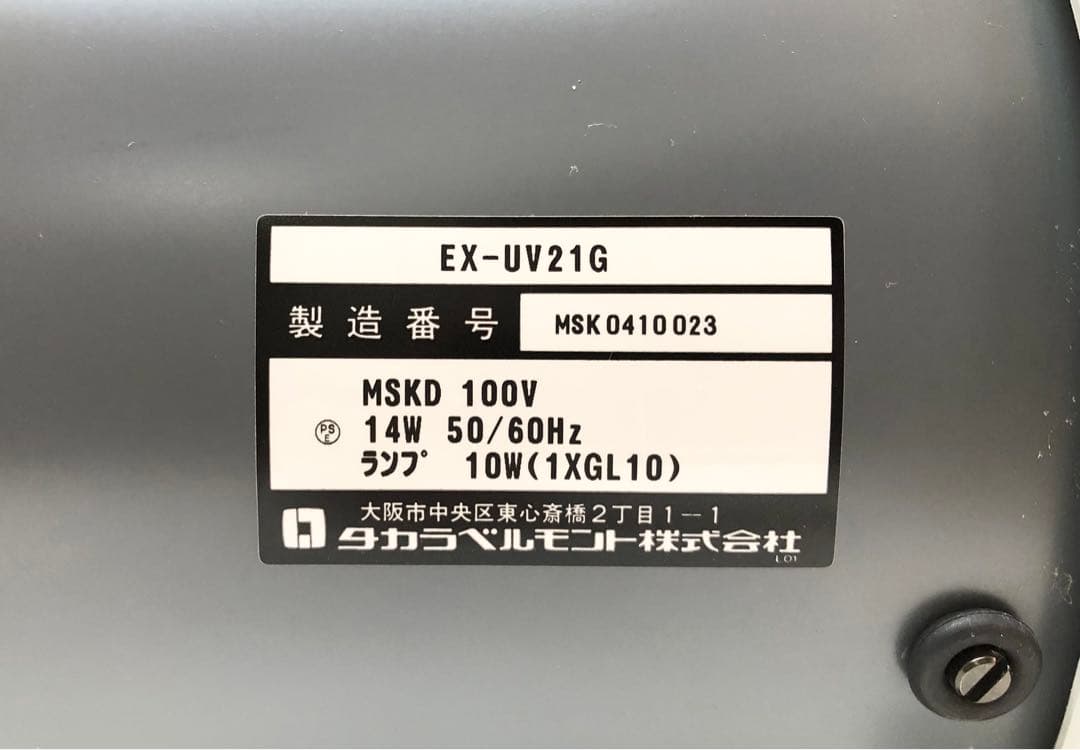 EX-UV21G
製造番号 MSK0410023
MSKD 100V
PSE 14W 50/60Hz
ランプ 10W(1XGL10)
大阪市中央区東心斎橋2丁目1-1
タカラベルモント株式会社
L01